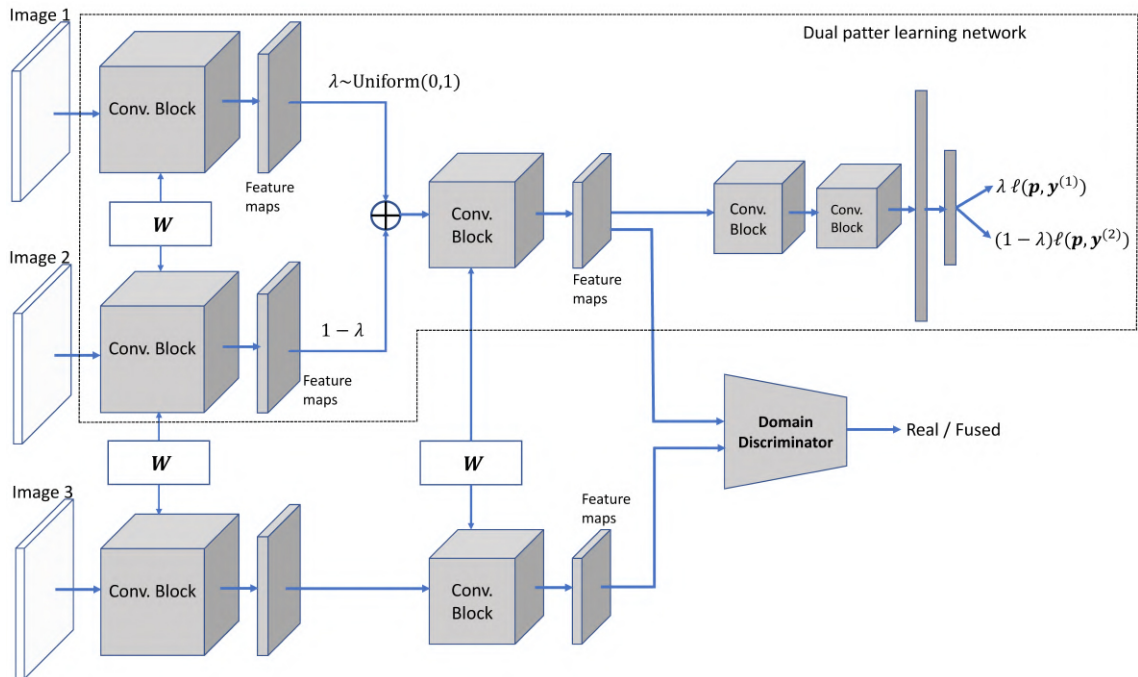 Image 1
Dual patter learning network
Conv. Block
λ~Uniform(0,1)
Feature
maps
W
Conv.
Block
Feature
maps
Conv.
Block
Conv.
Block
λ ℓ(p, y⁽¹⁾)
(1 − λ)ℓ(p, y⁽²⁾)
Image 2
Conv. Block
1 − λ
Feature
maps
W
W
Domain
Discriminator
Real / Fused
Image 3
Conv. Block
Conv.
Block
Feature
maps